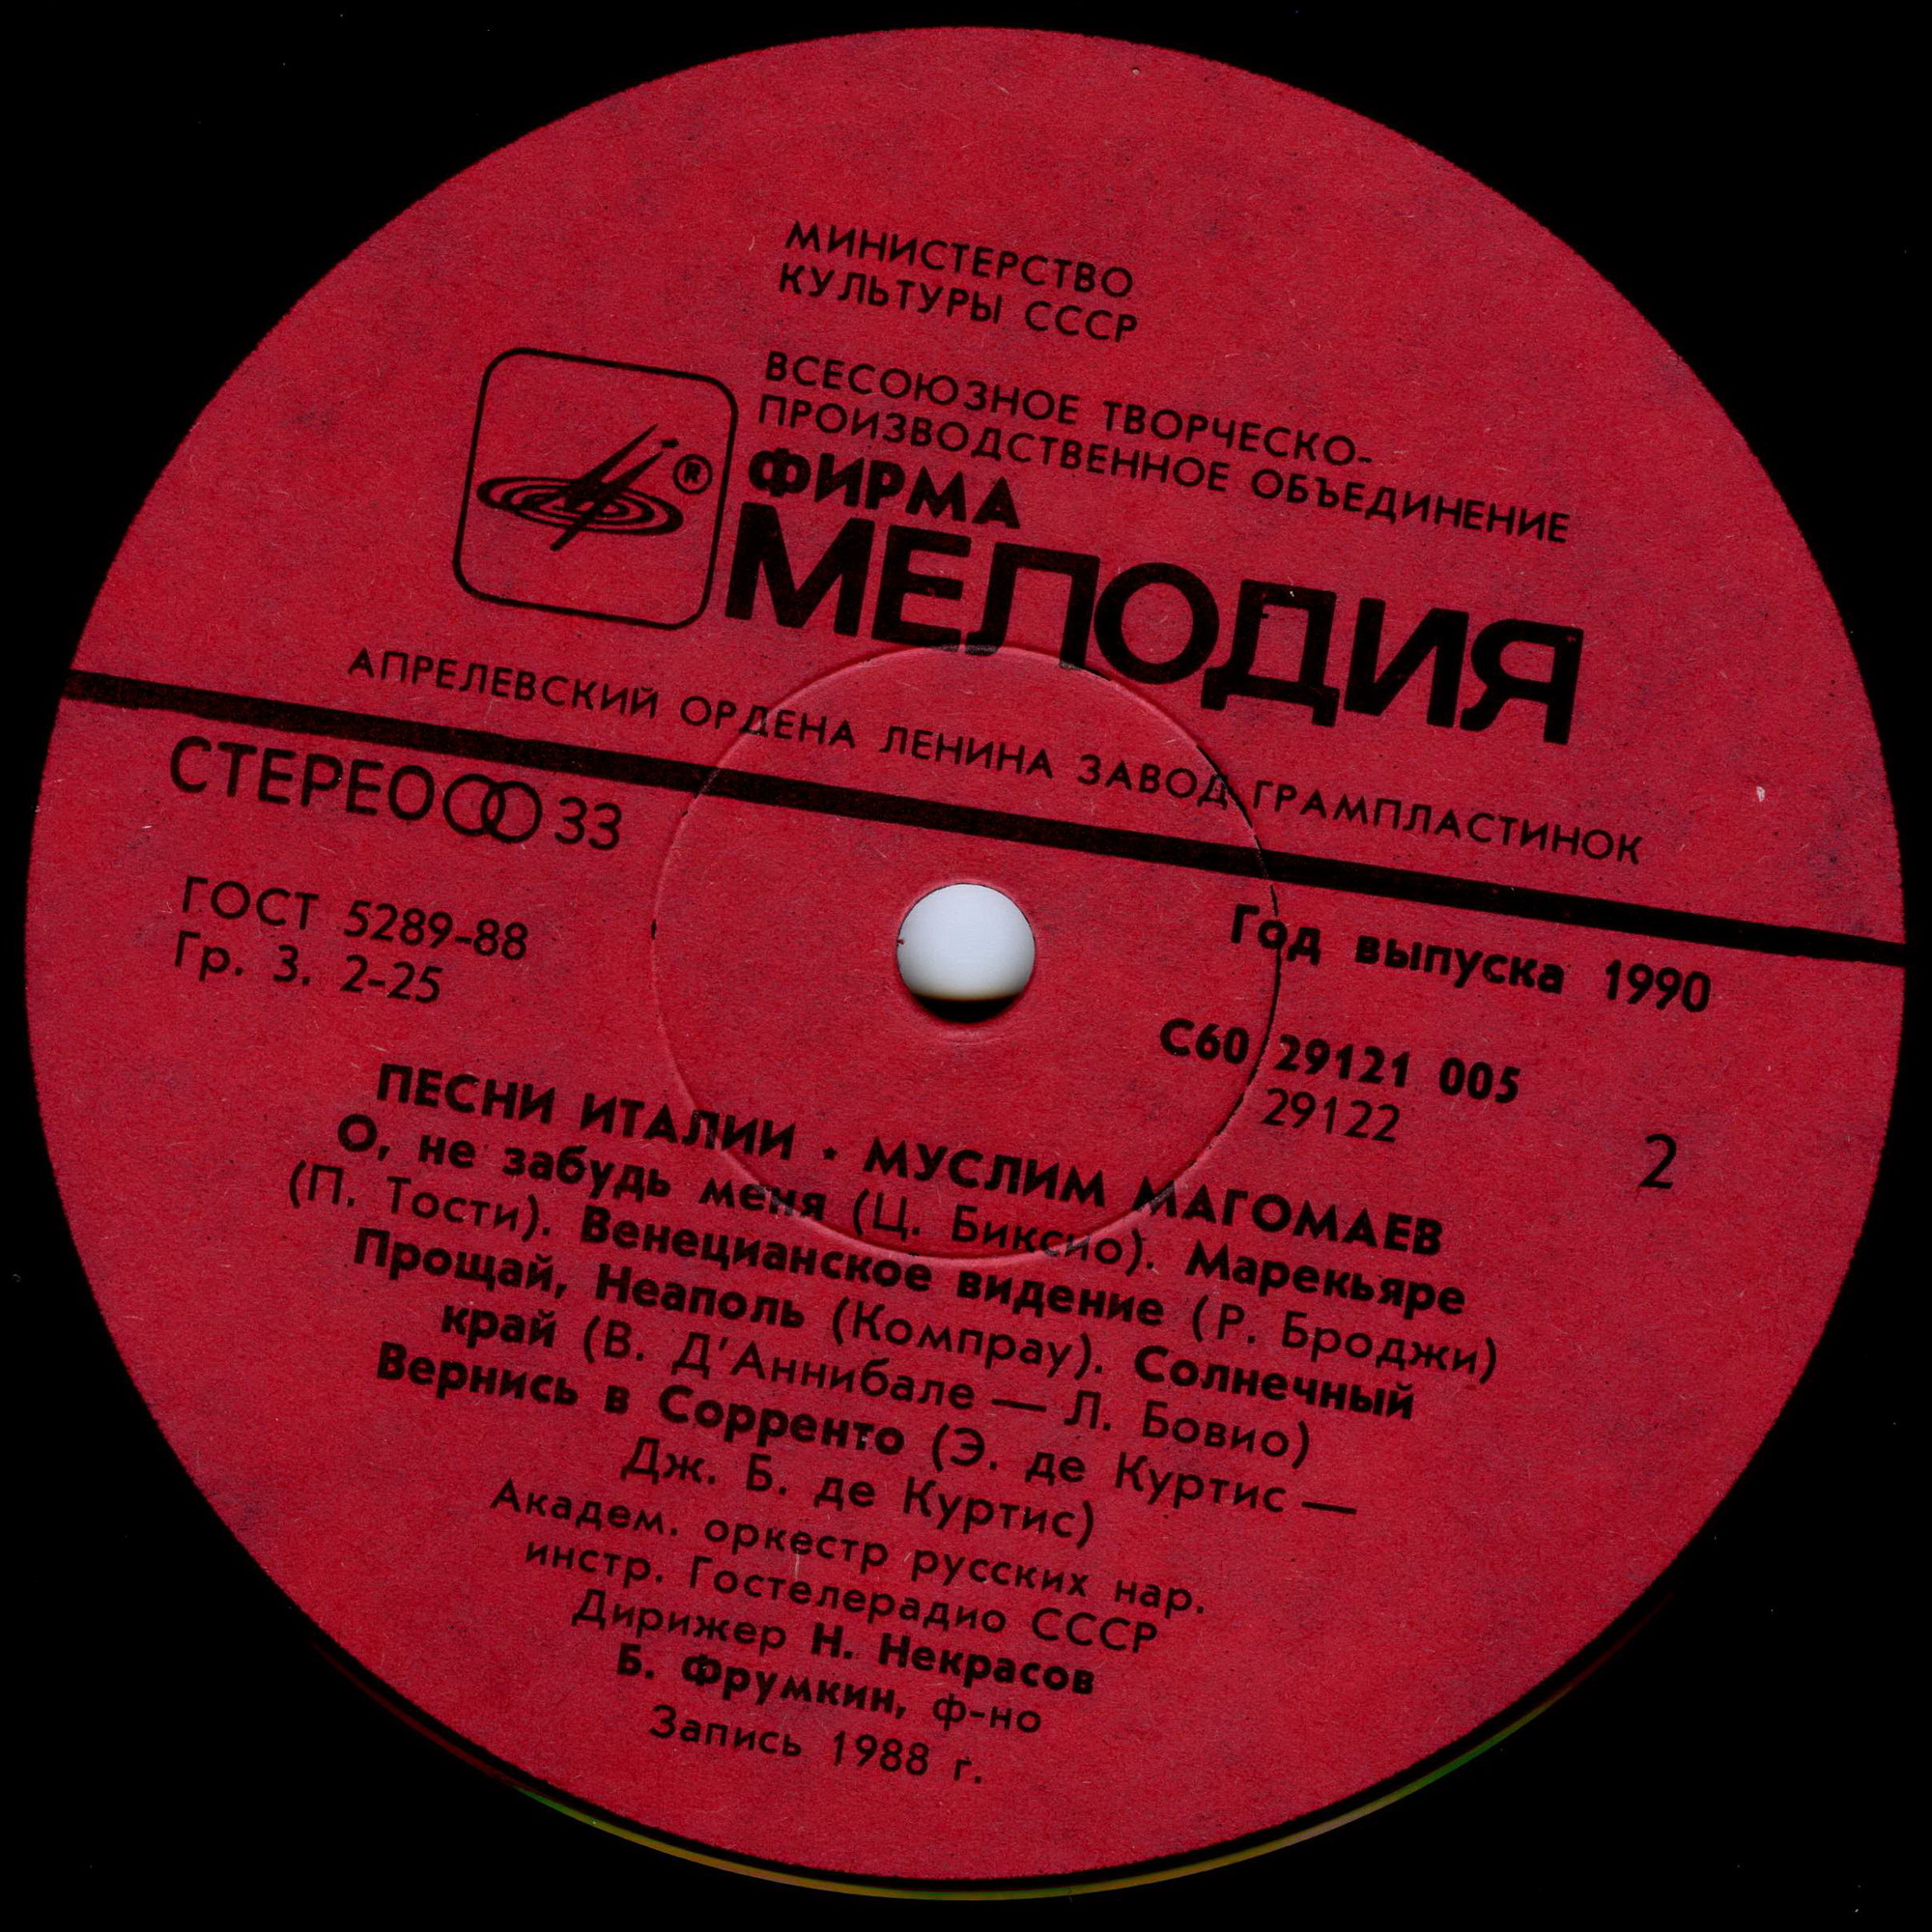 МИНИСТЕРСТВО
КУЛЬТУРЫ СССР
ВСЕСОЮЗНОЕ ТВОРЧЕСКО-
ПРОИЗВОДСТВЕННОЕ ОБЪЕДИНЕНИЕ
ФИРМА
®
МЕЛОДИЯ
АПРЕЛЕВСКИЙ ОРДЕНА ЛЕНИНА ЗАВОД ГРАМПЛАСТИНОК
СТЕРЕО 33
ГОСТ 5289-88
Гр. 3. 2-25
Год выпуска 1990
С60 29121 005
29122
2
ПЕСНИ ИТАЛИИ · МУСЛИМ МАГОМАЕВ
О, не забудь меня (Ц. Биксио). Марекьяре
(П. Тости). Венецианское видение (Р. Броджи)
Прощай, Неаполь (Компрау). Солнечный
край (В. Д'Аннибале — Л. Бовио)
Вернись в Сорренто (Э. де Куртис —
Дж. Б. де Куртис)
Академ. оркестр русских нар.
инстр. Гостелерадио СССР
Дирижер Н. Некрасов
Б. Фрумкин, ф-но
Запись 1988 г.